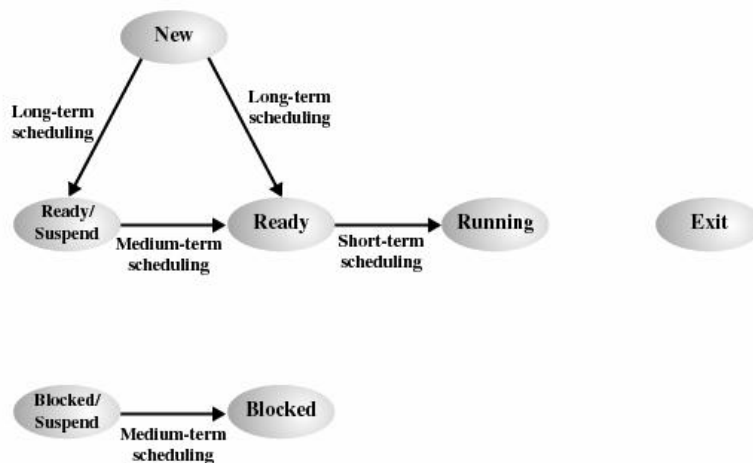 New
Long-term
scheduling
Long-term
scheduling
Ready/
Suspend
Ready
Running
Exit
Medium-term
scheduling
Short-term
scheduling
Blocked/
Suspend
Blocked
Medium-term
scheduling